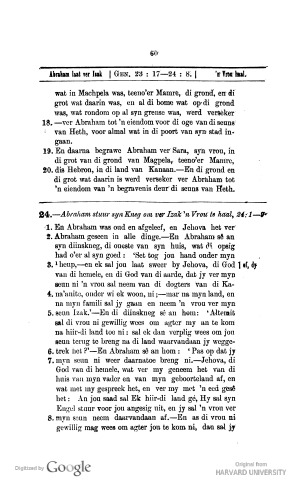 60
Abraham laat ver Izak | GEN. 23 : 17—24 : 8. | 'n Vrou haal.
wat in Machpela was, teeno'er Mamre, di grond, en di
grot wat daarin was, en al di bome wat op di grond
was, wat rondom op al syn grense was, werd verseker
18.—ver Abraham tot 'n eiendom voor di oge van di seuns
van Heth, voor almal wat in di poort van syn stad in-
gaan.
19. En daarna begrawe Abraham ver Sara, syn vrou, in
di grot van di grond van Magpela, teeno'er Mamre,
20. dis Hebron, in di land van Kanaan.—En di grond en
di grot wat daarin is werd verseker ver Abraham tot
'n eiendom van 'n begravenis deur di seuns van Heth.
24.—Abraham stuur syn Kneg om ver Izak 'n Vrou te haal, 24:1—9
1. En Abraham was oud en afgeleef, en Jehova het ver
2. Abraham geseen in alle dinge.—En Abraham sê an
syn diinskneg, di oueste van syn huis, wat di opsig
had o'er al syn goed : 'Set tog jou hand onder myn
3. heup,—en ek sal jou laat sweer by Jehova, di God
van di hemele, en di God van di aarde, dat jy ver myn
seun ni 'n vrou sal neem van di dogters van di Ka-
4. na'anito, onder wi ek woon, ni;—mar na myn land, en
na myn famili sal jy gaan en neem 'n vrou ver myn
5. seun Izak.'—En di diinskneg sê an hom : 'Altemit
sal di vrou ni gewillig wees om agter my an te kom
na hiir-di land toe ni : sal ek dan verplig wees om jou
seun terug te breng na di land waarvandaan jy wegge-
6. trek het?'—En Abraham sê an hom : 'Pas op dat jy
7. myn seun ni weer daarnatoe breng ni.—Jehova, di
God van di hemele, wat ver my geneem het van di
huis van myn vader en van myn geboorteland af, en
wat met my gespreek het, en ver my met 'n eed gesê
het : An jou saad sal Ek hiir-di land gé, Hy sal syn
Engel stuur voor jou angesig uit, en jy sal 'n vrou ver
8. myn seun neem daarvandaan af.—En as di vrou ni
gewillig mag wees om agter jou te kom ni, dan sal jy
Digitized by Google
Original from
HARVARD UNIVERSITY